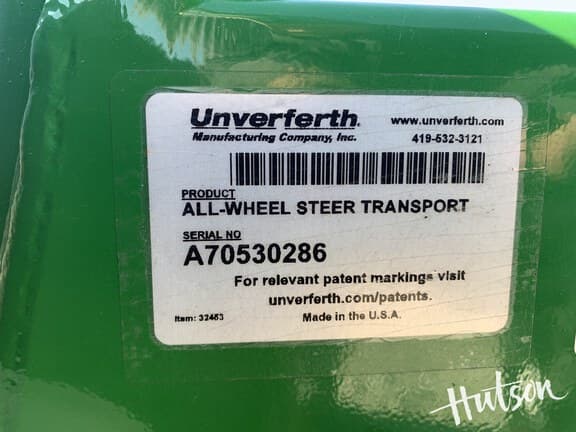 Unverferth
Manufacturing Company, Inc.
www.unverferth.com
419-532-3121
PRODUCT
ALL-WHEEL STEER TRANSPORT
SERIAL NO
A70530286
For relevant patent markings visit
unverferth.com/patents.
Item: 32453
Made in the U.S.A.
Hutson